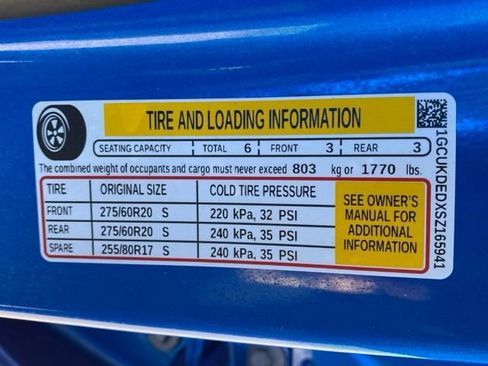 TIRE AND LOADING INFORMATION
SEATING CAPACITY TOTAL 6 FRONT 3 REAR 3
The combined weight of occupants and cargo must never exceed 803 kg or 1770 lbs.
TIRE ORIGINAL SIZE COLD TIRE PRESSURE
FRONT 275/60R20 S 220 kPa, 32 PSI
REAR 275/60R20 S 240 kPa, 35 PSI
SPARE 255/80R17 S 240 kPa, 35 PSI
SEE OWNER'S
MANUAL FOR
ADDITIONAL
INFORMATION
1GCUKDEDXSZ165941